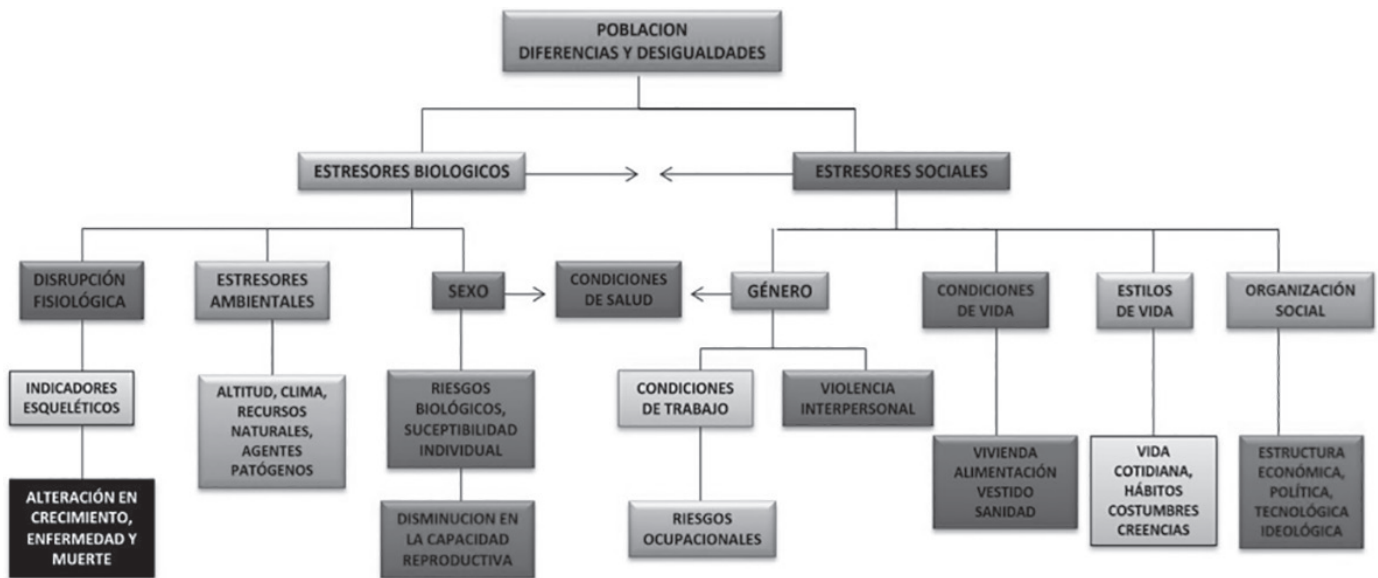 POBLACION
DIFERENCIAS Y DESIGUALDADES
ESTRESORES BIOLOGICOS
ESTRESORES SOCIALES
DISRUPCIÓN
FISIOLÓGICA
ESTRESORES
AMBIENTALES
SEXO
CONDICIONES
DE SALUD
GÉNERO
CONDICIONES
DE VIDA
ESTILOS
DE VIDA
ORGANIZACIÓN
SOCIAL
INDICADORES
ESQUELÉTICOS
ALTITUD, CLIMA,
RECURSOS
NATURALES,
AGENTES
PATÓGENOS
RIESGOS
BIOLÓGICOS,
SUCEPTIBILIDAD
INDIVIDUAL
CONDICIONES
DE TRABAJO
VIOLENCIA
INTERPERSONAL
ALTERACIÓN EN
CRECIMIENTO,
ENFERMEDAD Y
MUERTE
DISMINUCION EN
LA CAPACIDAD
REPRODUCTIVA
RIESGOS
OCUPACIONALES
VIVIENDA
ALIMENTACIÓN
VESTIDO
SANIDAD
VIDA
COTIDIANA,
HÁBITOS
COSTUMBRES
CREENCIAS
ESTRUCTURA
ECONÓMICA,
POLÍTICA,
TECNOLÓGICA
IDEOLÓGICA